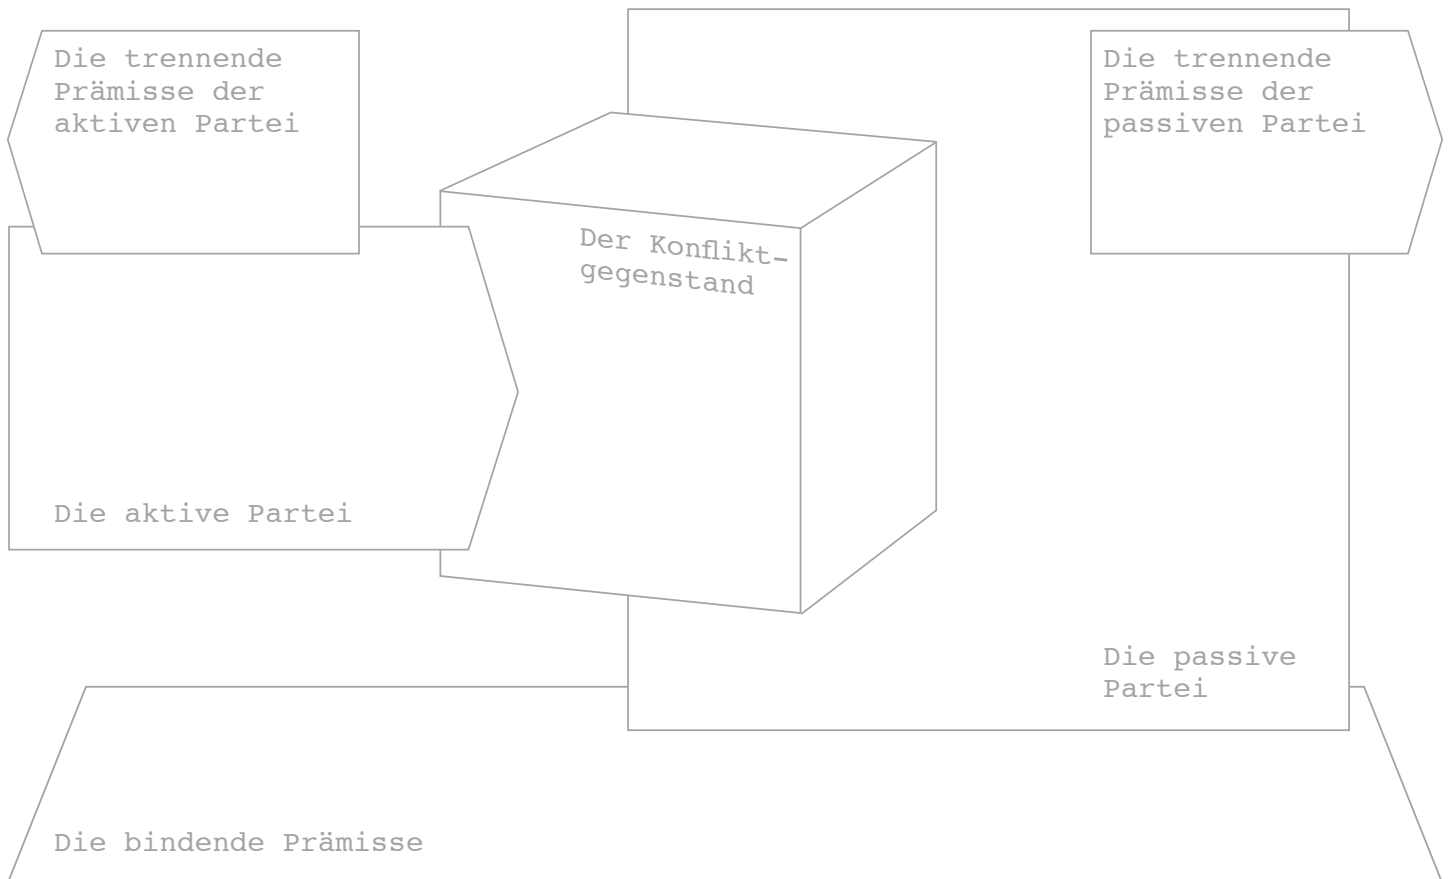 Die trennende
Prämisse der
aktiven Partei
Die trennende
Prämisse der
passiven Partei
Der Konflikt-
gegenstand
Die aktive Partei
Die passive
Partei
Die bindende Prämisse